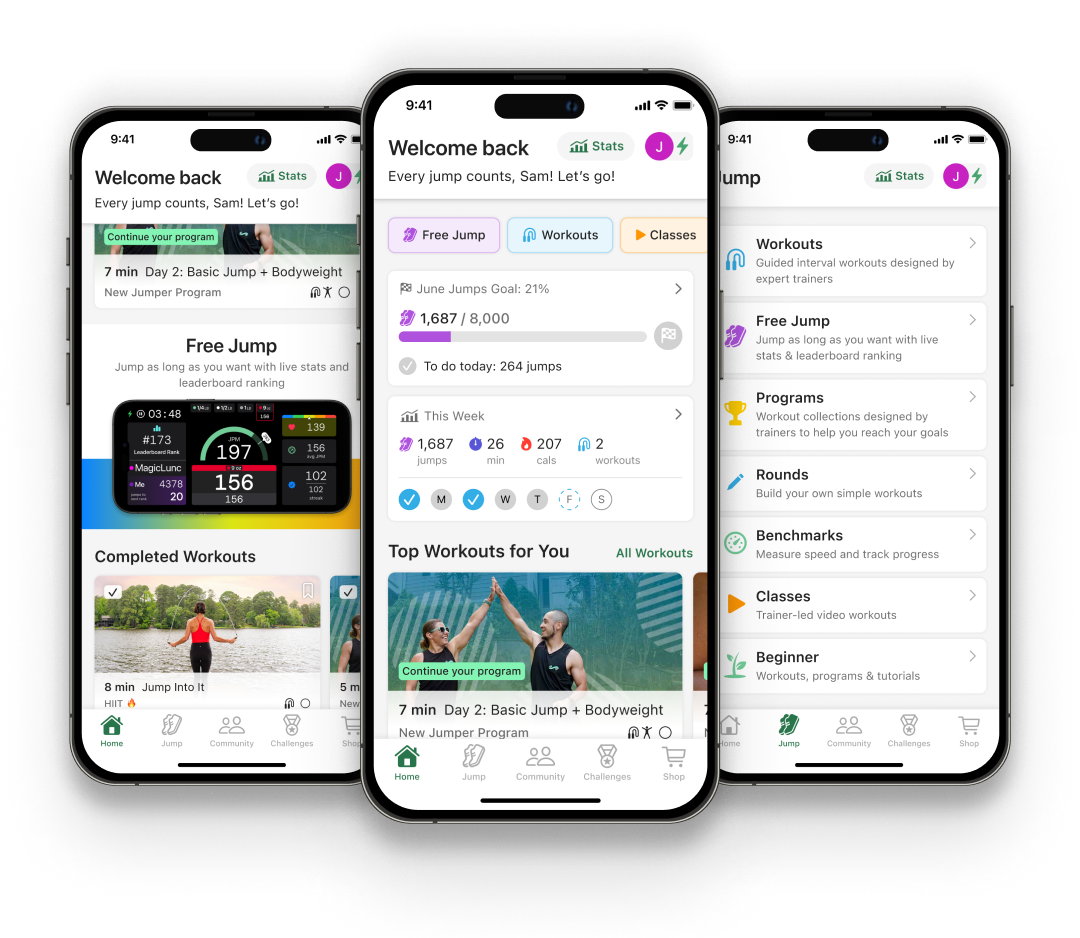 9:41
Welcome back
Stats
J
Every jump counts, Sam! Let's go!
Continue your program
7 min Day 2: Basic Jump + Bodyweight
New Jumper Program
Free Jump
Jump as long as you want with live stats and
leaderboard ranking
03:48
#173
Leaderboard Rank
MagicLunc
Me 4378
20
JPM
197
9 oz
156
156
139
156
avg JPM
102
102
streak
Completed Workouts
8 min Jump Into It
HIIT
5 m
New
Home
Jump
Community
Challenges
Shop
9:41
Welcome back
Stats
J
Every jump counts, Sam! Let's go!
Free Jump
Workouts
Classes
June Jumps Goal: 21%
1,687 / 8,000
To do today: 264 jumps
This Week
1,687
jumps
26
min
207
cals
2
workouts
M
W
T
F
S
Top Workouts for You
All Workouts
Continue your program
7 min Day 2: Basic Jump + Bodyweight
New Jumper Program
Home
Jump
Community
Challenges
Shop
9:41
Jump
Stats
J
Workouts
Guided interval workouts designed by
expert trainers
Free Jump
Jump as long as you want with live
stats & leaderboard ranking
Programs
Workout collections designed by
trainers to help you reach your goals
Rounds
Build your own simple workouts
Benchmarks
Measure speed and track progress
Classes
Trainer-led video workouts
Beginner
Workouts, programs & tutorials
Home
Jump
Community
Challenges
Shop